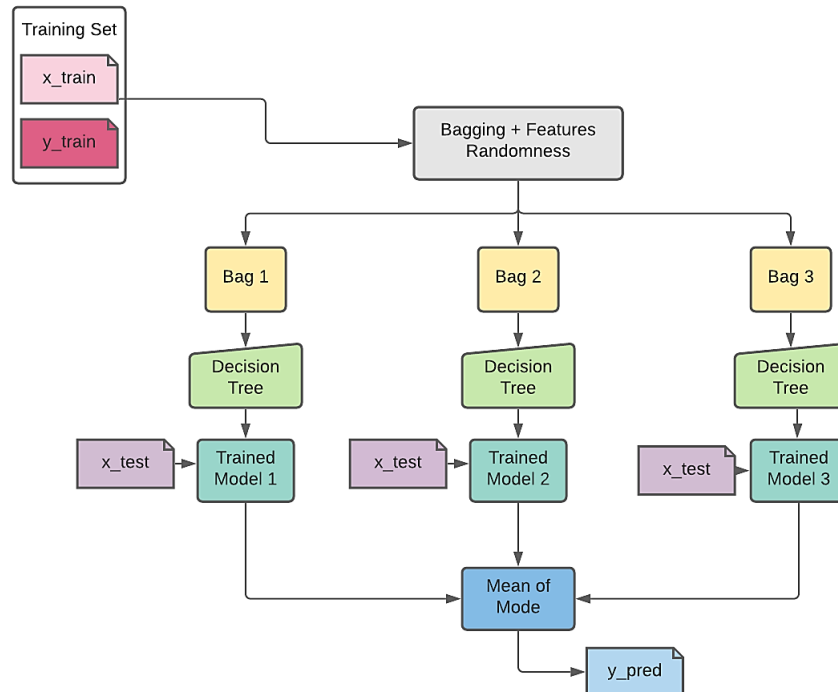 Training Set
x_train
y_train
Bagging + Features
Randomness
Bag 1
Bag 2
Bag 3
Decision
Tree
Decision
Tree
Decision
Tree
x_test
Trained
Model 1
x_test
Trained
Model 2
x_test
Trained
Model 3
Mean of
Mode
y_pred